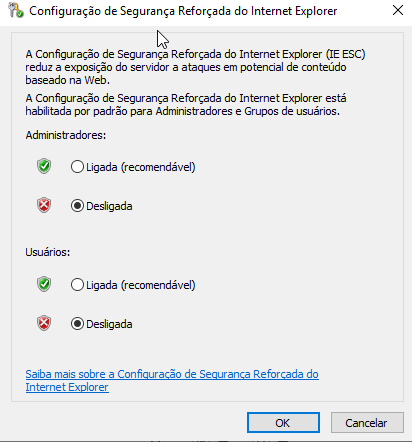 Configuração de Segurança Reforçada do Internet Explorer
A Configuração de Segurança Reforçada do Internet Explorer (IE ESC)
reduz a exposição do servidor a ataques em potencial de conteúdo
baseado na Web.
A Configuração de Segurança Reforçada do Internet Explorer está
habilitada por padrão para Administradores e Grupos de usuários.
Administradores:
Ligada (recomendável)
Desligada
Usuários:
Ligada (recomendável)
Desligada
Saiba mais sobre a Configuração de Segurança Reforçada do
Internet Explorer
OK Cancelar